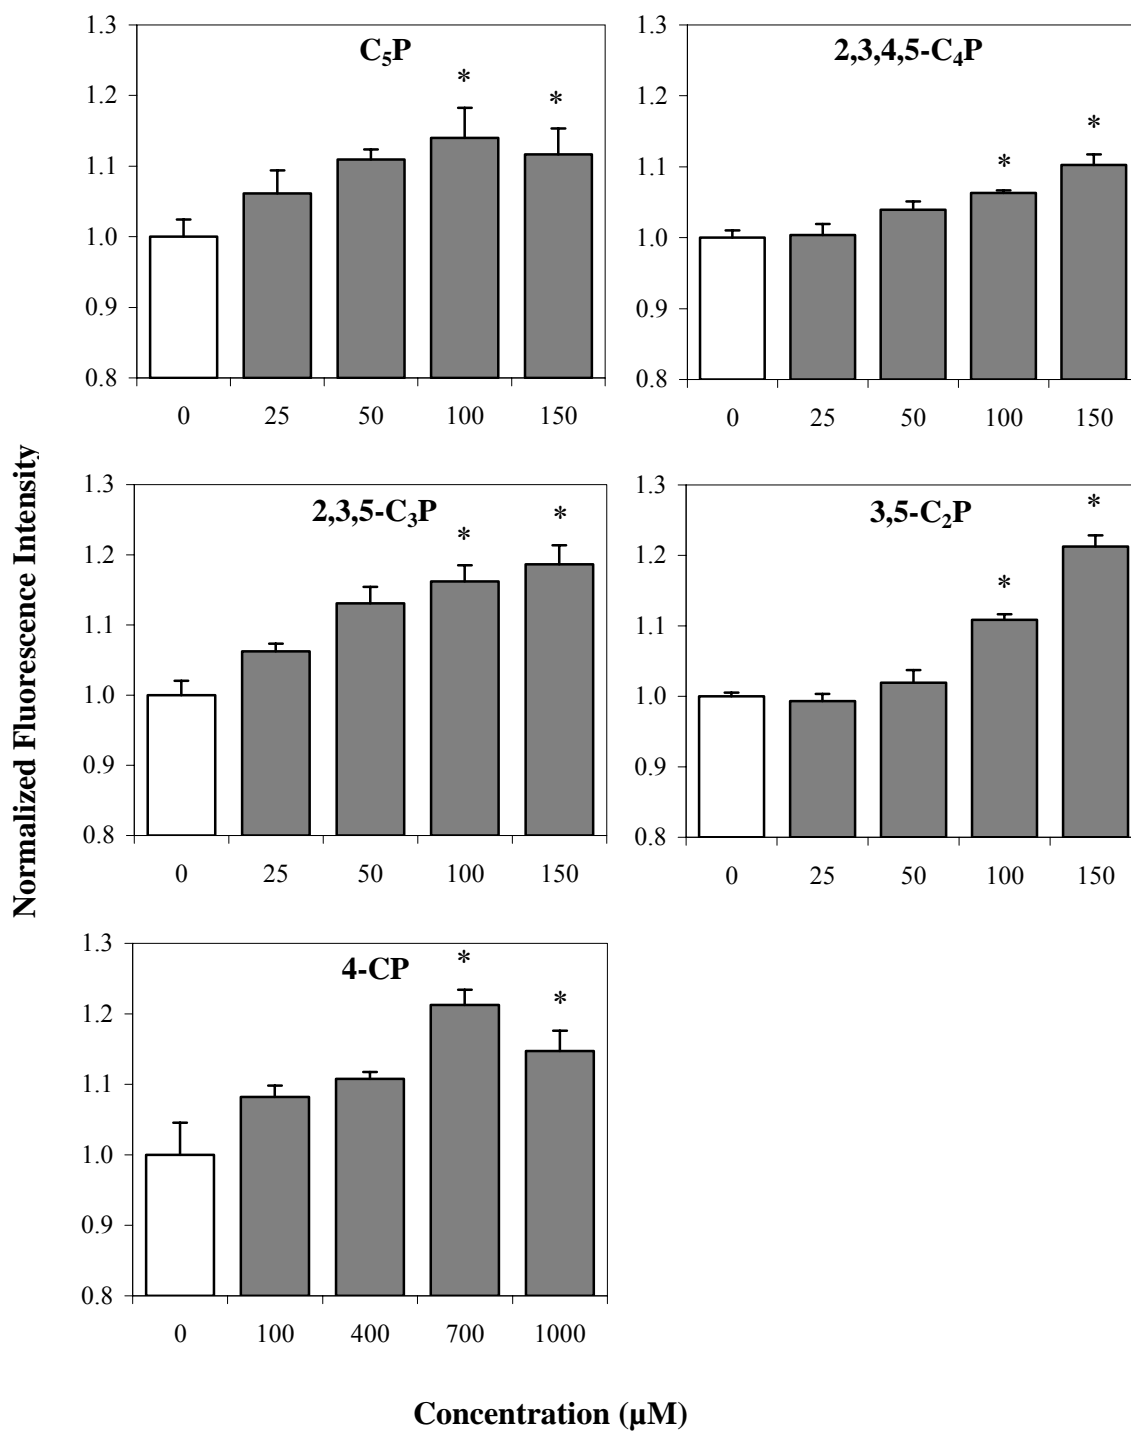 Normalized Fluorescence Intensity
C₅P
1.3
1.2
1.1
1.0
0.9
0.8
* *
0 25 50 100 150
2,3,4,5-C₄P
1.3
1.2
1.1
1.0
0.9
0.8
* *
0 25 50 100 150
2,3,5-C₃P
1.3
1.2
1.1
1.0
0.9
0.8
* *
0 25 50 100 150
3,5-C₂P
1.3
1.2
1.1
1.0
0.9
0.8
* *
0 25 50 100 150
4-CP
1.3
1.2
1.1
1.0
0.9
0.8
* *
0 100 400 700 1000
Concentration (µM)